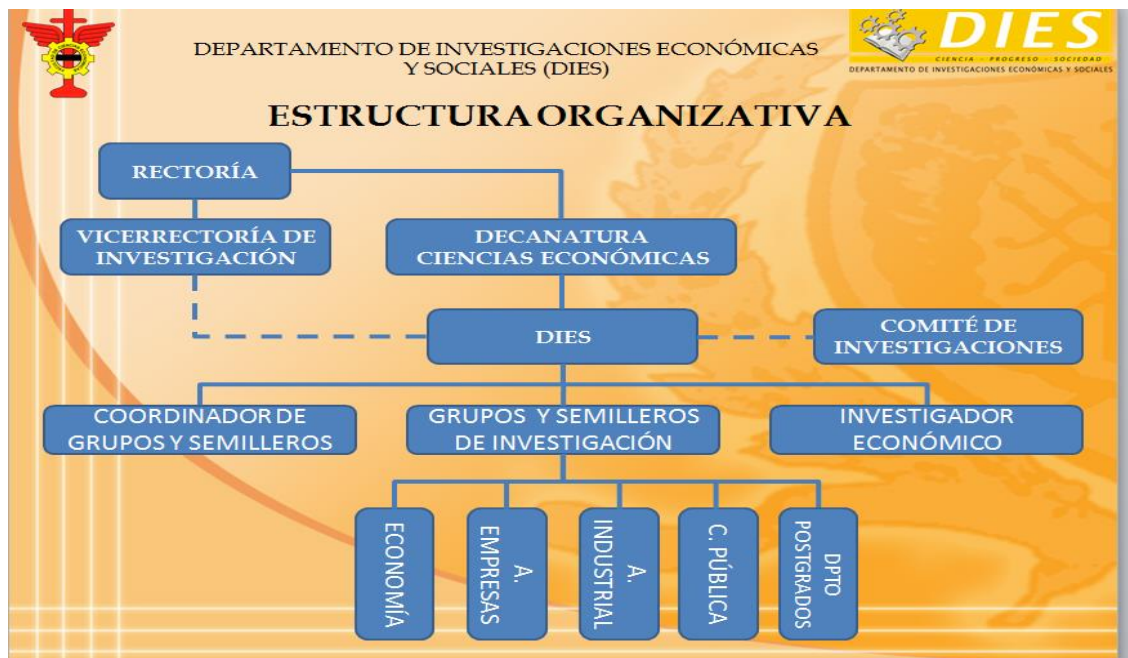 DEPARTAMENTO DE INVESTIGACIONES ECONÓMICAS
Y SOCIALES (DIES)
DIES
CIENCIA - PROGRESO - SOCIEDAD
DEPARTAMENTO DE INVESTIGACIONES ECONÓMICAS Y SOCIALES
ESTRUCTURA ORGANIZATIVA
RECTORÍA
VICERRECTORÍA DE
INVESTIGACIÓN
DECANATURA
CIENCIAS ECONÓMICAS
DIES
COMITÉ DE
INVESTIGACIONES
COORDINADOR DE
GRUPOS Y SEMILLEROS
GRUPOS Y SEMILLEROS
DE INVESTIGACIÓN
INVESTIGADOR
ECONÓMICO
ECONOMÍA
A.
EMPRESAS
A.
INDUSTRIAL
C. PÚBLICA
DPTO
POSTGRADOS